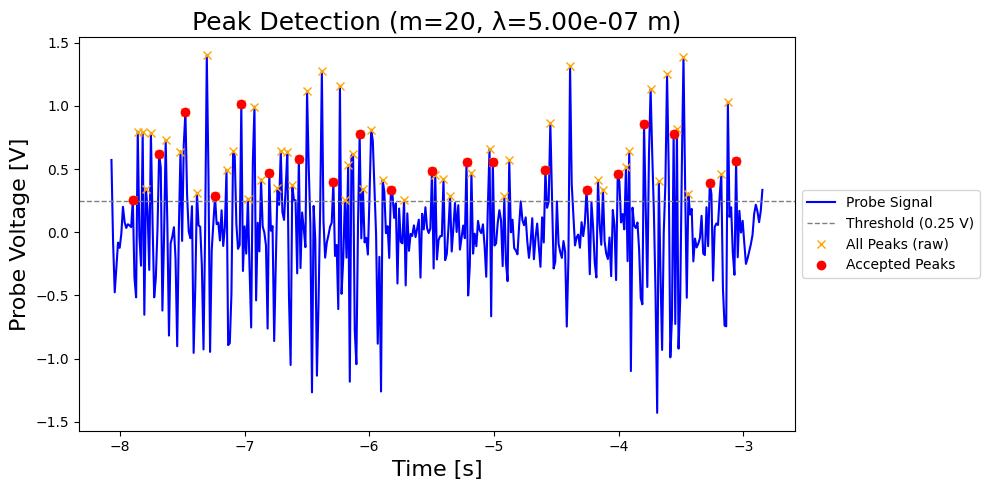 Peak Detection (m=20, λ=5.00e-07 m)
Probe Voltage [V]
1.5
1.0
0.5
0.0
−0.5
−1.0
−1.5
−8
−7
−6
−5
−4
−3
Time [s]
Probe Signal
Threshold (0.25 V)
All Peaks (raw)
Accepted Peaks